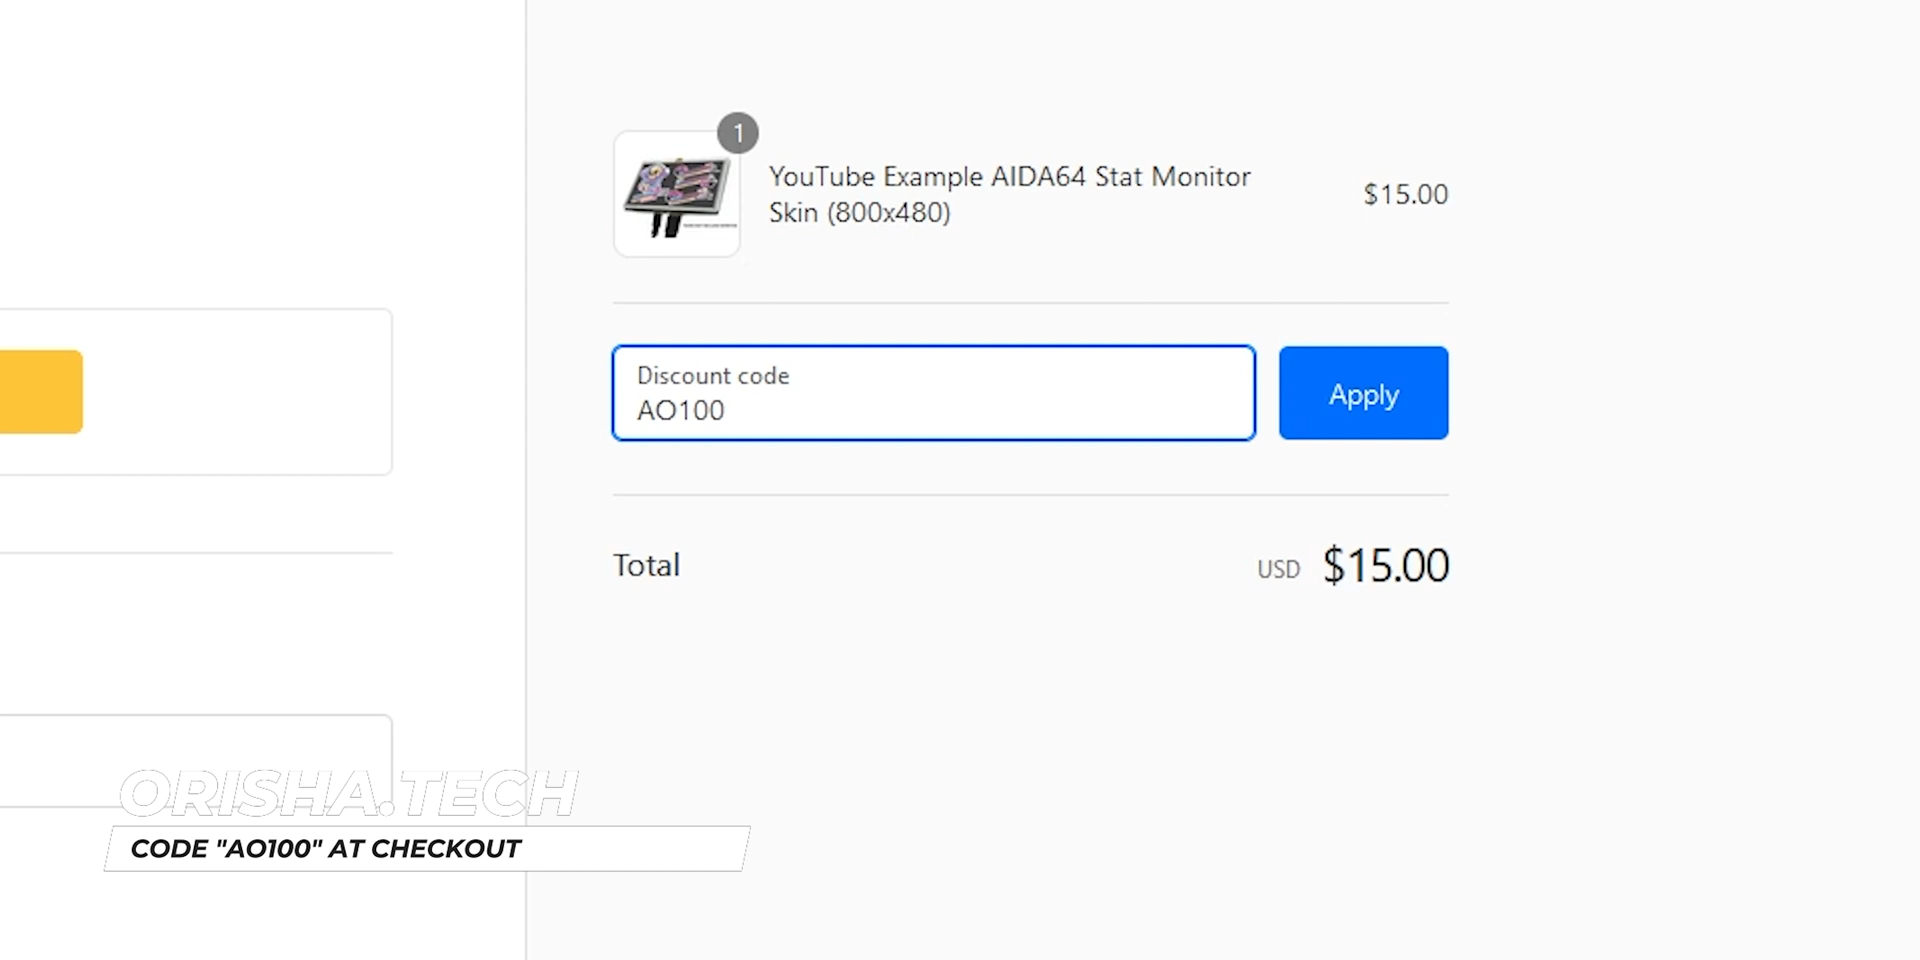 1
YouTube Example AIDA64 Stat Monitor
Skin (800x480)
$15.00
Discount code
AO100
Apply
Total
USD $15.00
ORISHA.TECH
CODE "AO100" AT CHECKOUT